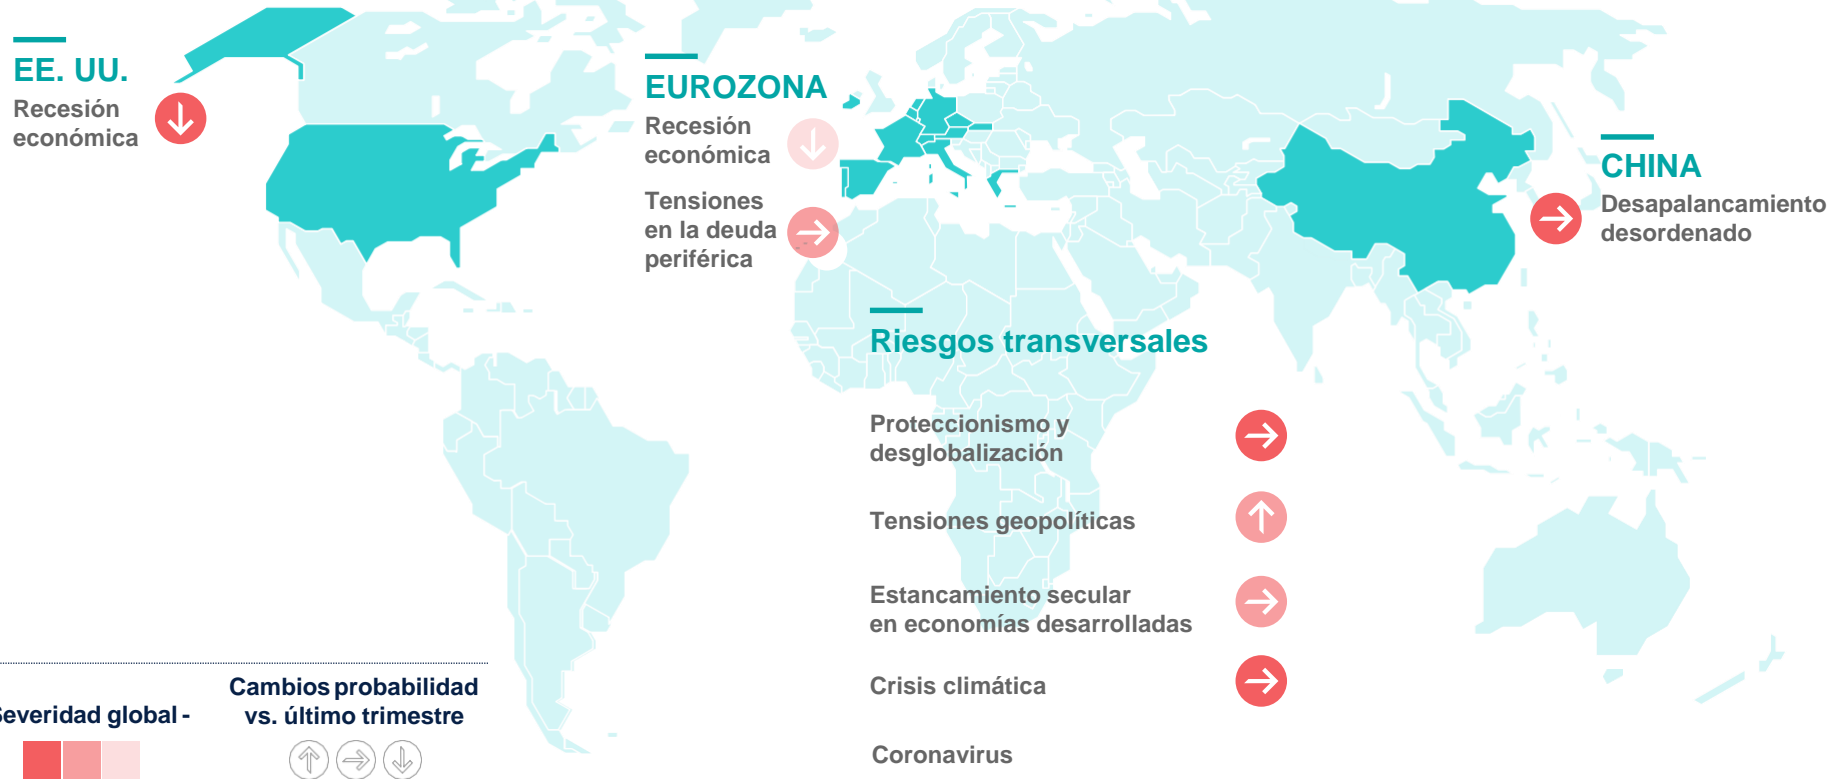 EE. UU.
Recesión
económica
EUROZONA
Recesión
económica
Tensiones
en la deuda
periférica
CHINA
Desapalancamiento
desordenado
Riesgos transversales
Proteccionismo y
desglobalización
Tensiones geopolíticas
Estancamiento secular
en economías desarrolladas
Crisis climática
Coronavirus
Severidad global -
Cambios probabilidad
vs. último trimestre